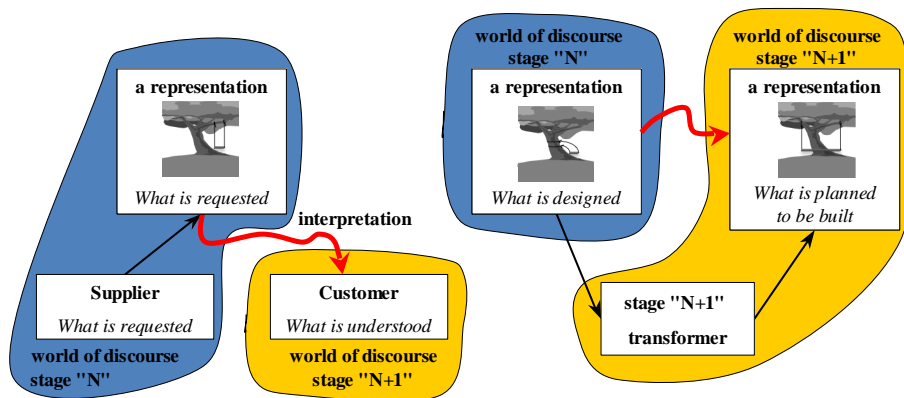 a representation
What is requested
interpretation
Supplier
What is requested
world of discourse
stage "N"
Customer
What is understood
world of discourse
stage "N+1"
world of discourse
stage "N"
a representation
What is designed
world of discourse
stage "N+1"
a representation
What is planned
to be built
stage "N+1"
transformer